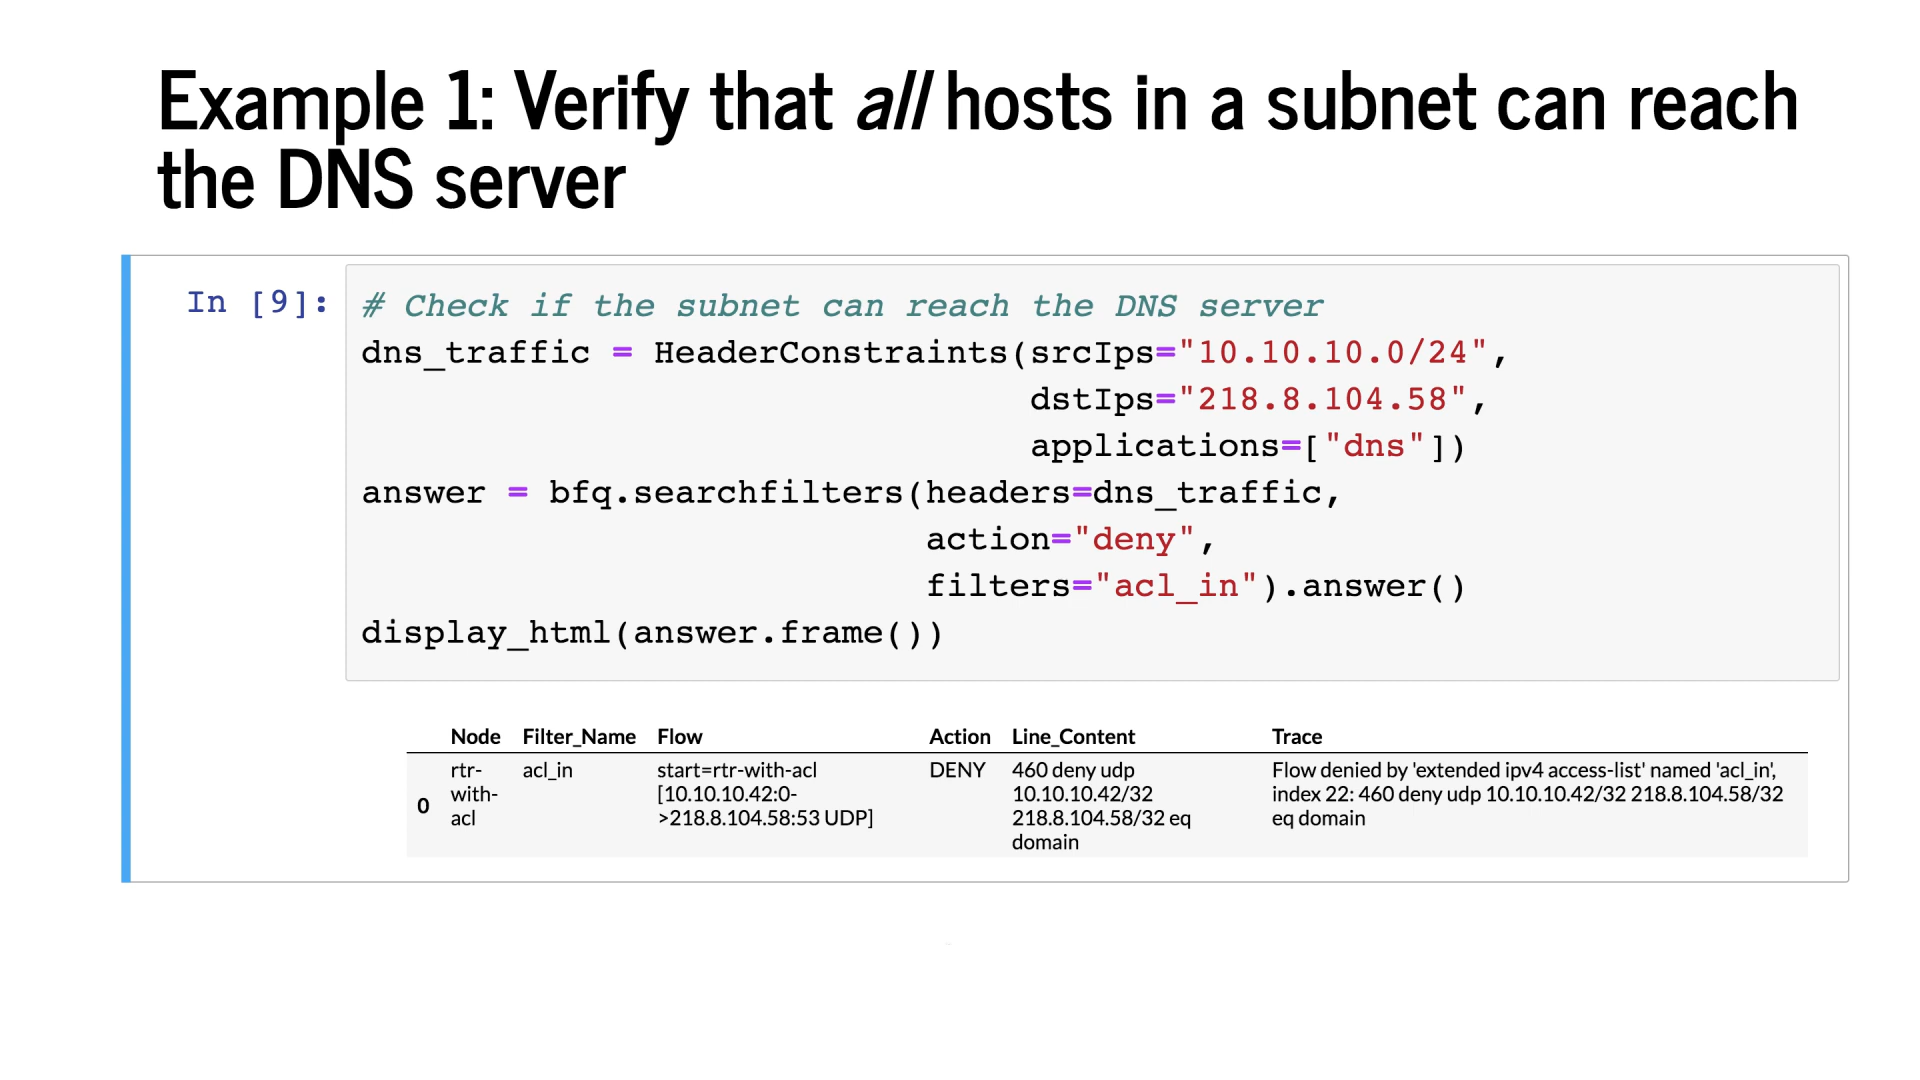 Example 1: Verify that all hosts in a subnet can reach
the DNS server
In [9]:
# Check if the subnet can reach the DNS server
dns_traffic = HeaderConstraints(srcIps="10.10.10.0/24",
                                dstIps="218.8.104.58",
                                applications=["dns"])
answer = bfq.searchfilters(headers=dns_traffic,
                           action="deny",
                           filters="acl_in").answer()
display_html(answer.frame())
Node Filter_Name Flow Action Line_Content Trace
0
rtr-
with-
acl
acl_in
start=rtr-with-acl
[10.10.10.42:0-
>218.8.104.58:53 UDP]
DENY
460 deny udp
10.10.10.42/32
218.8.104.58/32 eq
domain
Flow denied by 'extended ipv4 access-list' named 'acl_in',
index 22: 460 deny udp 10.10.10.42/32 218.8.104.58/32
eq domain